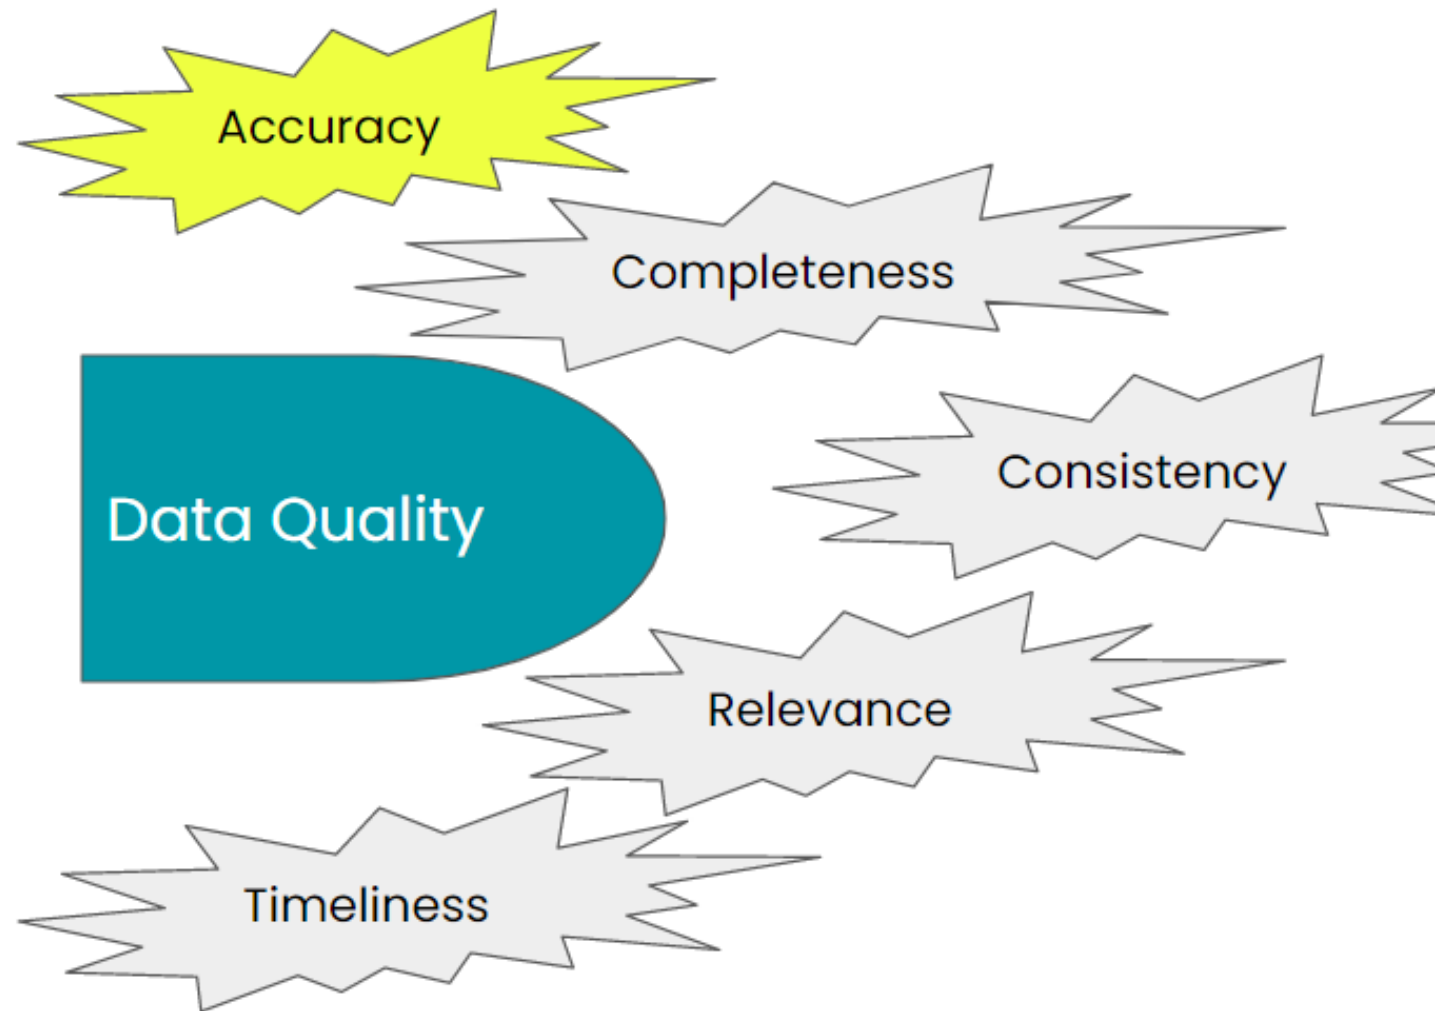 Accuracy
Completeness
Consistency
Data Quality
Relevance
Timeliness